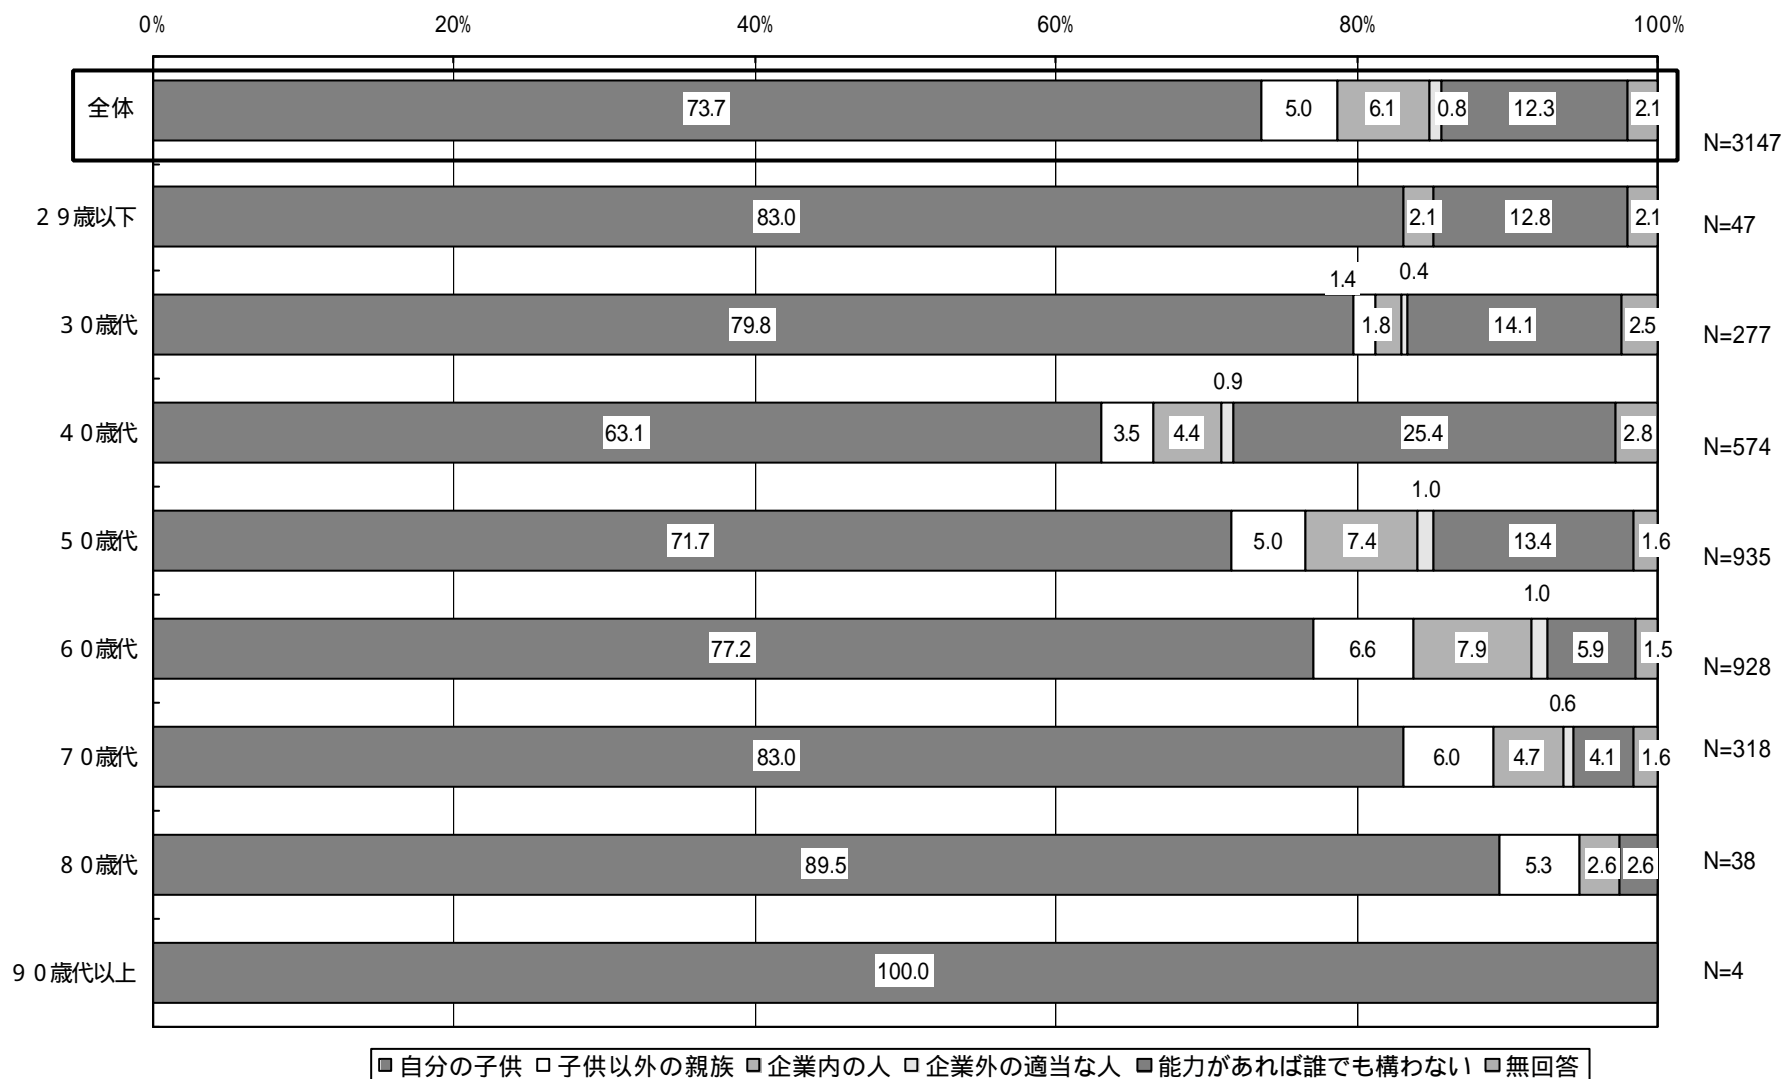 0% 20% 40% 60% 80% 100%
全体 73.7 5.0 6.1 0.8 12.3 2.1 N=3147
29歳以下 83.0 2.1 12.8 2.1 N=47
1.4 0.4
30歳代 79.8 1.8 14.1 2.5 N=277
0.9
40歳代 63.1 3.5 4.4 25.4 2.8 N=574
1.0
50歳代 71.7 5.0 7.4 13.4 1.6 N=935
1.0
60歳代 77.2 6.6 7.9 5.9 1.5 N=928
0.6
70歳代 83.0 6.0 4.7 4.1 1.6 N=318
80歳代 89.5 5.3 2.6 2.6 N=38
90歳代以上 100.0 N=4
自分の子供 子供以外の親族 企業内の人 企業外の適当な人 能力があれば誰でも構わない 無回答